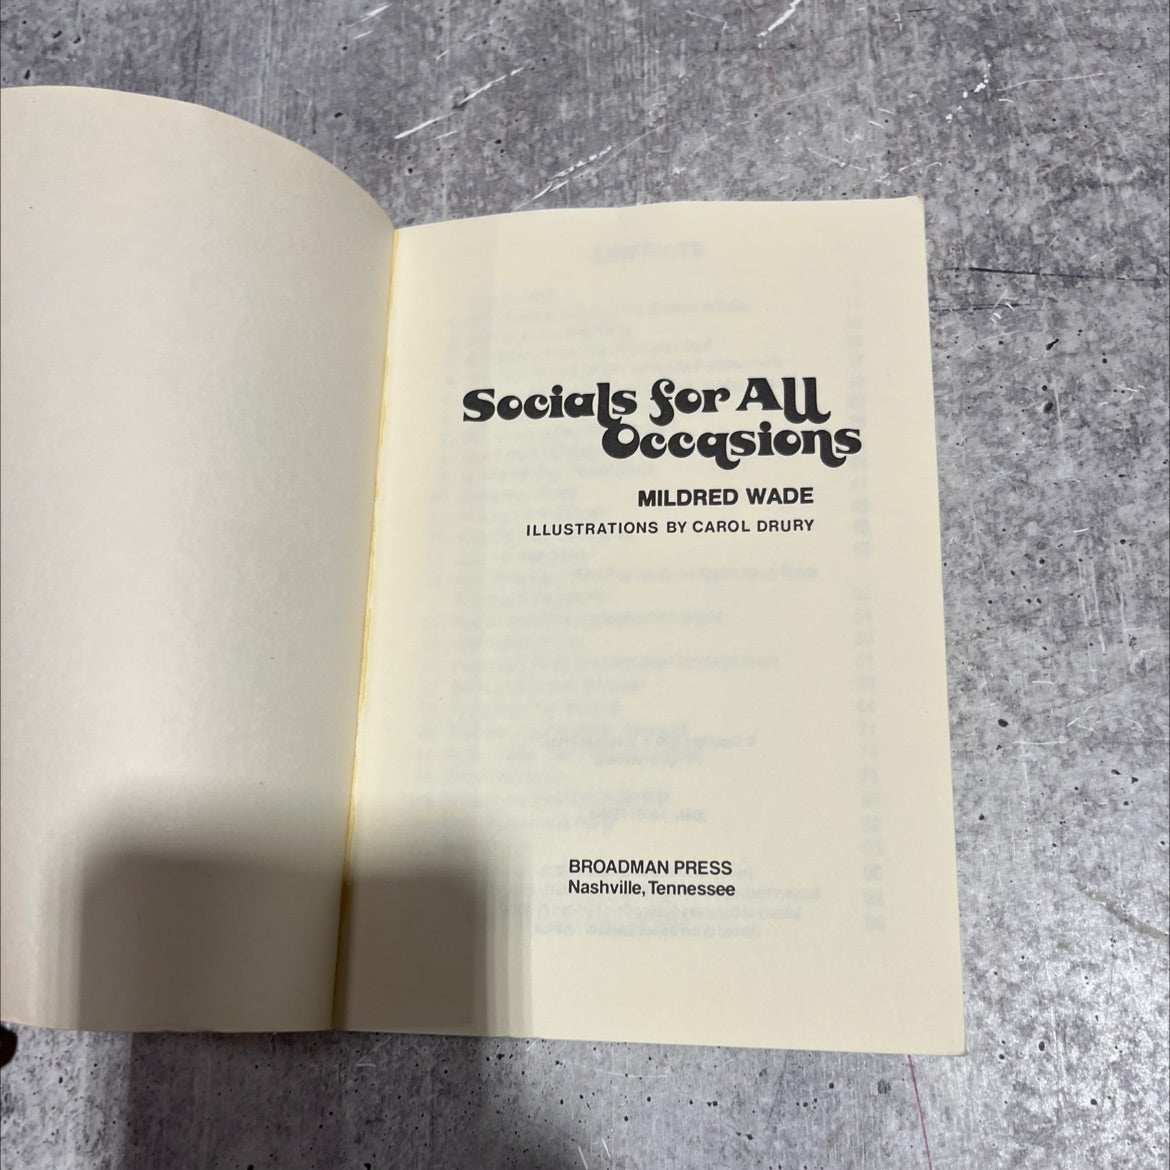 Socials for All
Occasions
MILDRED WADE
ILLUSTRATIONS BY CAROL DRURY
BROADMAN PRESS
Nashville, Tennessee